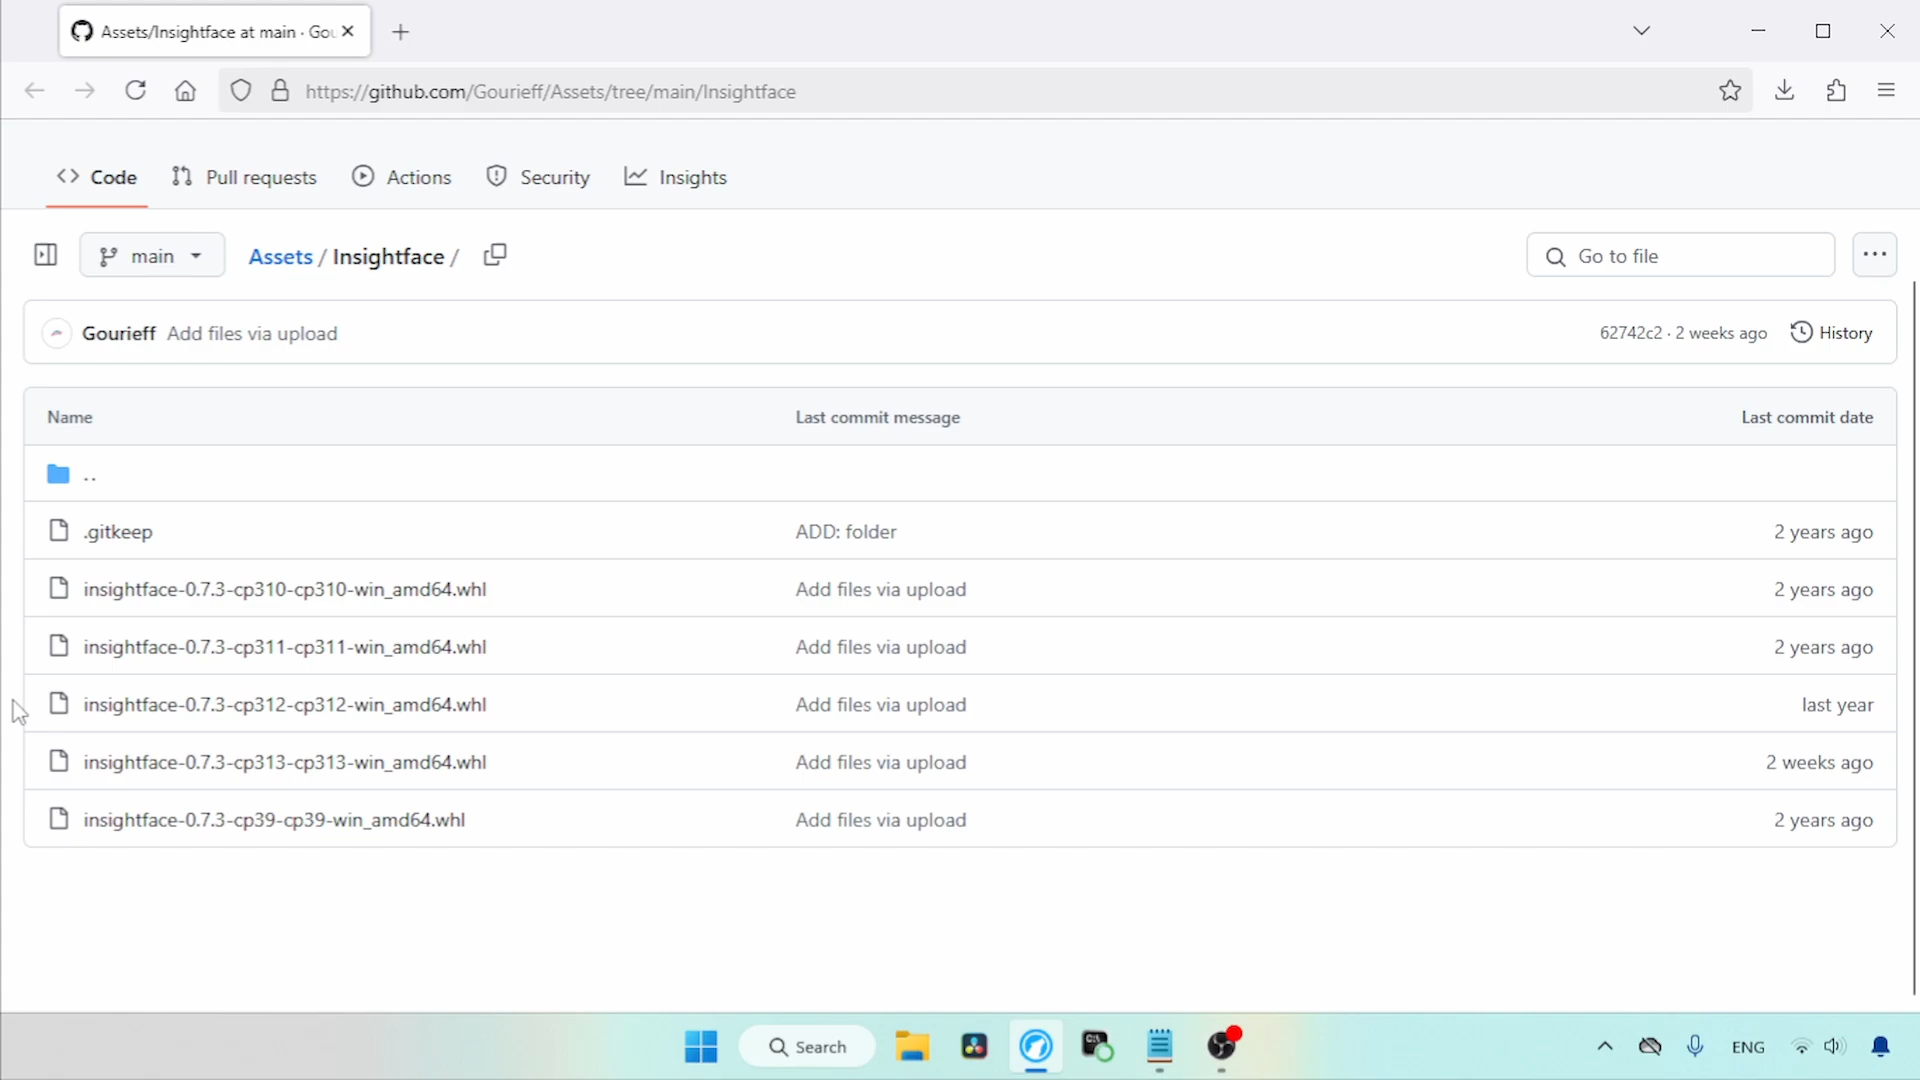 Assets/Insightface at main · Gou
https://github.com/Gourieff/Assets/tree/main/Insightface
Code Pull requests Actions Security Insights
main Assets / Insightface / Go to file
Gourieff Add files via upload 62742c2 · 2 weeks ago History
Name Last commit message Last commit date
..
.gitkeep ADD: folder 2 years ago
insightface-0.7.3-cp310-cp310-win_amd64.whl Add files via upload 2 years ago
insightface-0.7.3-cp311-cp311-win_amd64.whl Add files via upload 2 years ago
insightface-0.7.3-cp312-cp312-win_amd64.whl Add files via upload last year
insightface-0.7.3-cp313-cp313-win_amd64.whl Add files via upload 2 weeks ago
insightface-0.7.3-cp39-cp39-win_amd64.whl Add files via upload 2 years ago
Search ENG